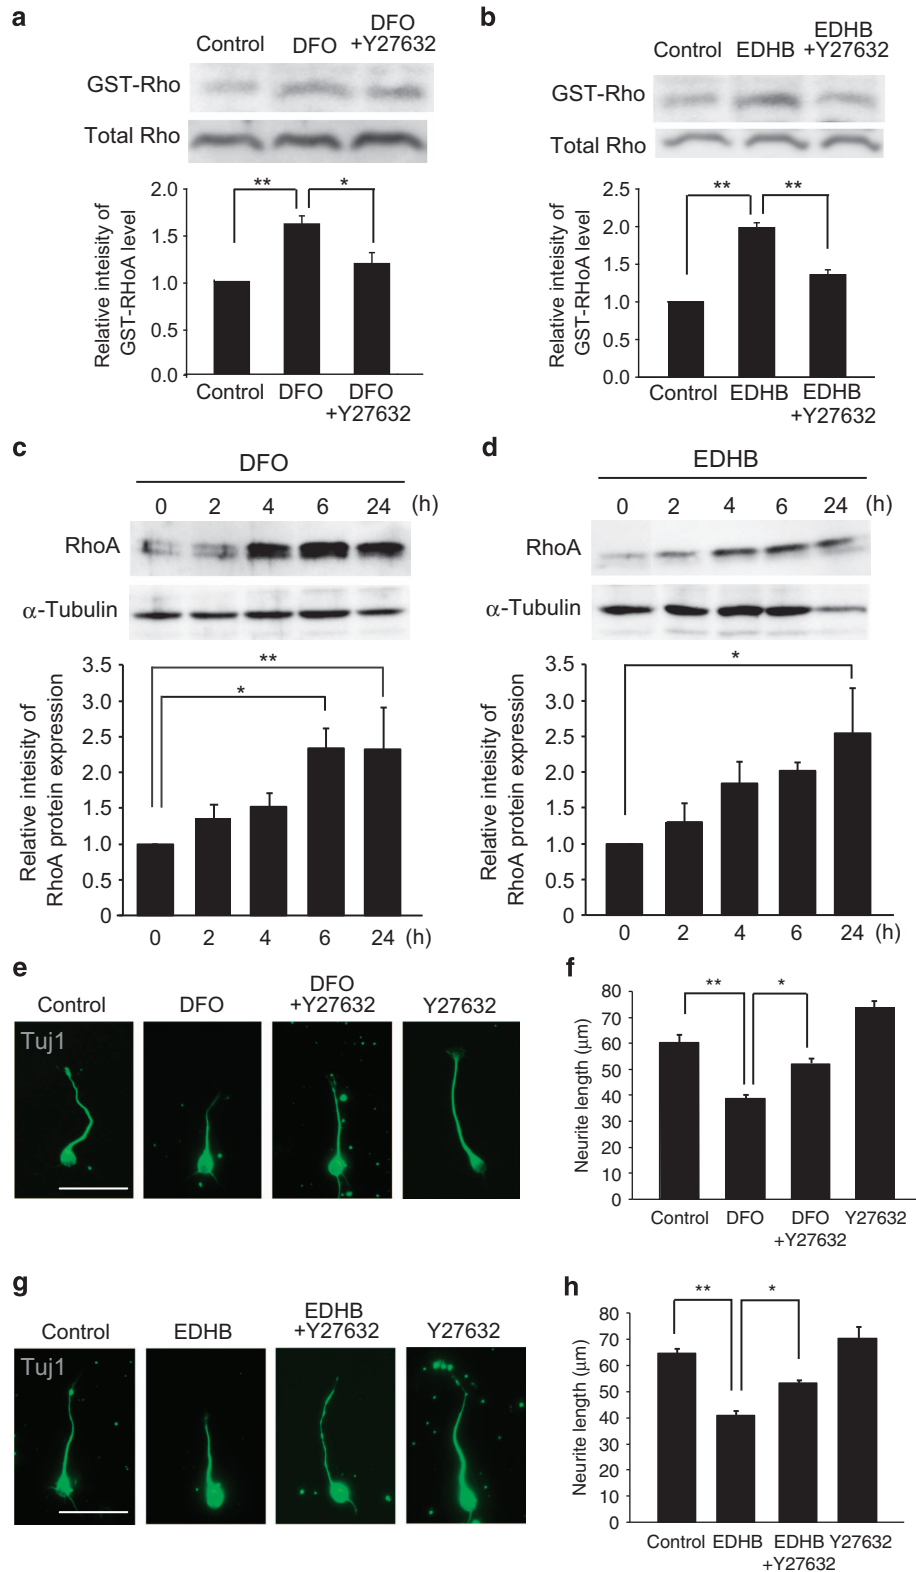 a
Control DFO DFO +Y27632
GST-Rho
Total Rho
Relative inteisity of
GST-RHoA level
2.0
1.5
1.0
0.5
0.0
** *
Control DFO DFO +Y27632
b
Control EDHB EDHB +Y27632
GST-Rho
Total Rho
Relative inteisity of
GST-RHoA level
2.5
2.0
1.5
1.0
0.5
0.0
** **
Control EDHB EDHB +Y27632
c
DFO
0 2 4 6 24 (h)
RhoA
α-Tubulin
Relative inteisity of
RhoA protein expression
3.5
3.0
2.5
2.0
1.5
1.0
0.5
0
**
*
0 2 4 6 24 (h)
d
EDHB
0 2 4 6 24 (h)
RhoA
α-Tubulin
Relative inteisity of
RhoA protein expression
3.5
3.0
2.5
2.0
1.5
1.0
0.5
0
*
0 2 4 6 24 (h)
e
Control DFO DFO +Y27632 Y27632
Tuj1
f
Neurite length (μm)
80
70
60
50
40
30
20
10
0
** *
Control DFO DFO +Y27632 Y27632
g
Control EDHB EDHB +Y27632 Y27632
Tuj1
h
Neurite length (μm)
80
70
60
50
40
30
20
10
0
** *
Control EDHB EDHB +Y27632 Y27632